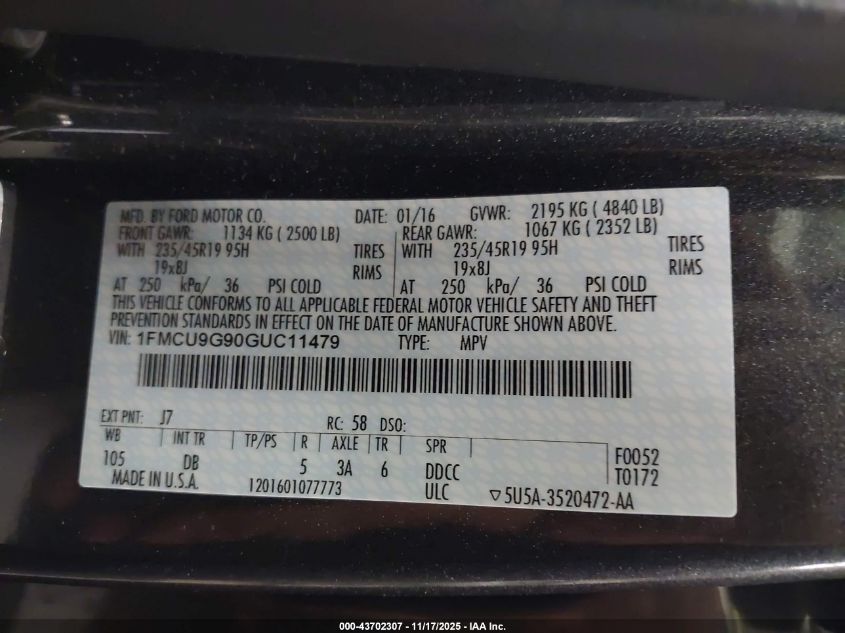 MFD. BY FORD MOTOR CO. DATE: 01/16 GVWR: 2195 KG ( 4840 LB)
FRONT GAWR: 1134 KG ( 2500 LB) REAR GAWR: 1067 KG ( 2352 LB)
WITH 235/45R19 95H TIRES WITH 235/45R19 95H TIRES
19x8J RIMS 19x8J RIMS
AT 250 kPa/ 36 PSI COLD AT 250 kPa/ 36 PSI COLD
THIS VEHICLE CONFORMS TO ALL APPLICABLE FEDERAL MOTOR VEHICLE SAFETY AND THEFT
PREVENTION STANDARDS IN EFFECT ON THE DATE OF MANUFACTURE SHOWN ABOVE.
VIN: 1FMCU9G90GUC11479 TYPE: MPV
EXT PNT: J7 RC: 58 DSO:
WB INT TR TP/PS R AXLE TR SPR F0052
105 DB 5 3A 6 DDCC T0172
MADE IN U.S.A. 1201601077773 ULC ▽5U5A-3520472-AA
000-43702307 - 11/17/2025 - IAA Inc.